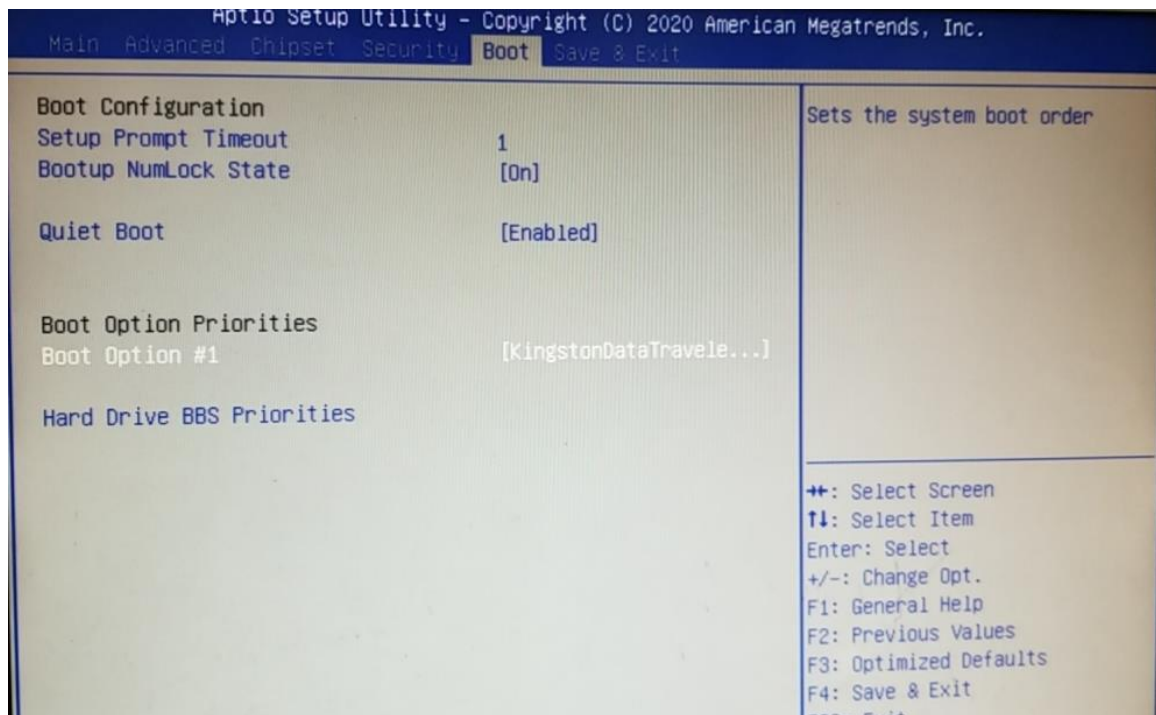 Aptio Setup Utility – Copyright (C) 2020 American Megatrends, Inc.
Main Advanced Chipset Security Boot Save & Exit
Boot Configuration
Setup Prompt Timeout 1
Bootup NumLock State [On]
Quiet Boot [Enabled]
Boot Option Priorities
Boot Option #1 [KingstonDataTravele...]
Hard Drive BBS Priorities
Sets the system boot order
→←: Select Screen
↑↓: Select Item
Enter: Select
+/-: Change Opt.
F1: General Help
F2: Previous Values
F3: Optimized Defaults
F4: Save & Exit